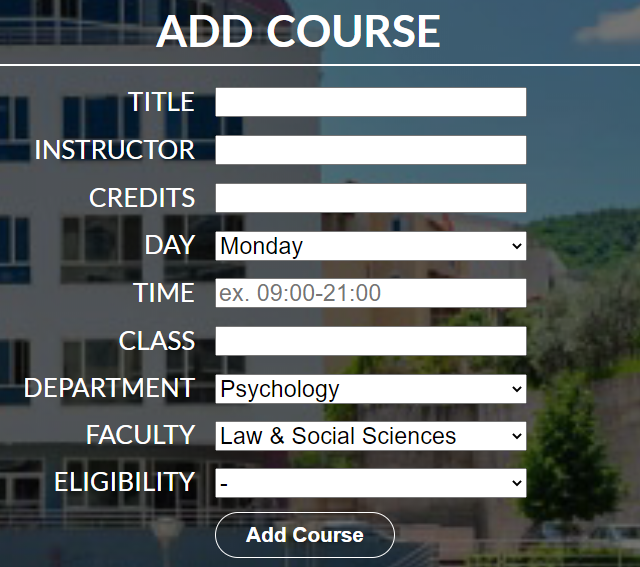 ADD COURSE
TITLE
INSTRUCTOR
CREDITS
DAY Monday
TIME ex. 09:00-21:00
CLASS
DEPARTMENT Psychology
FACULTY Law & Social Sciences
ELIGIBILITY -
Add Course